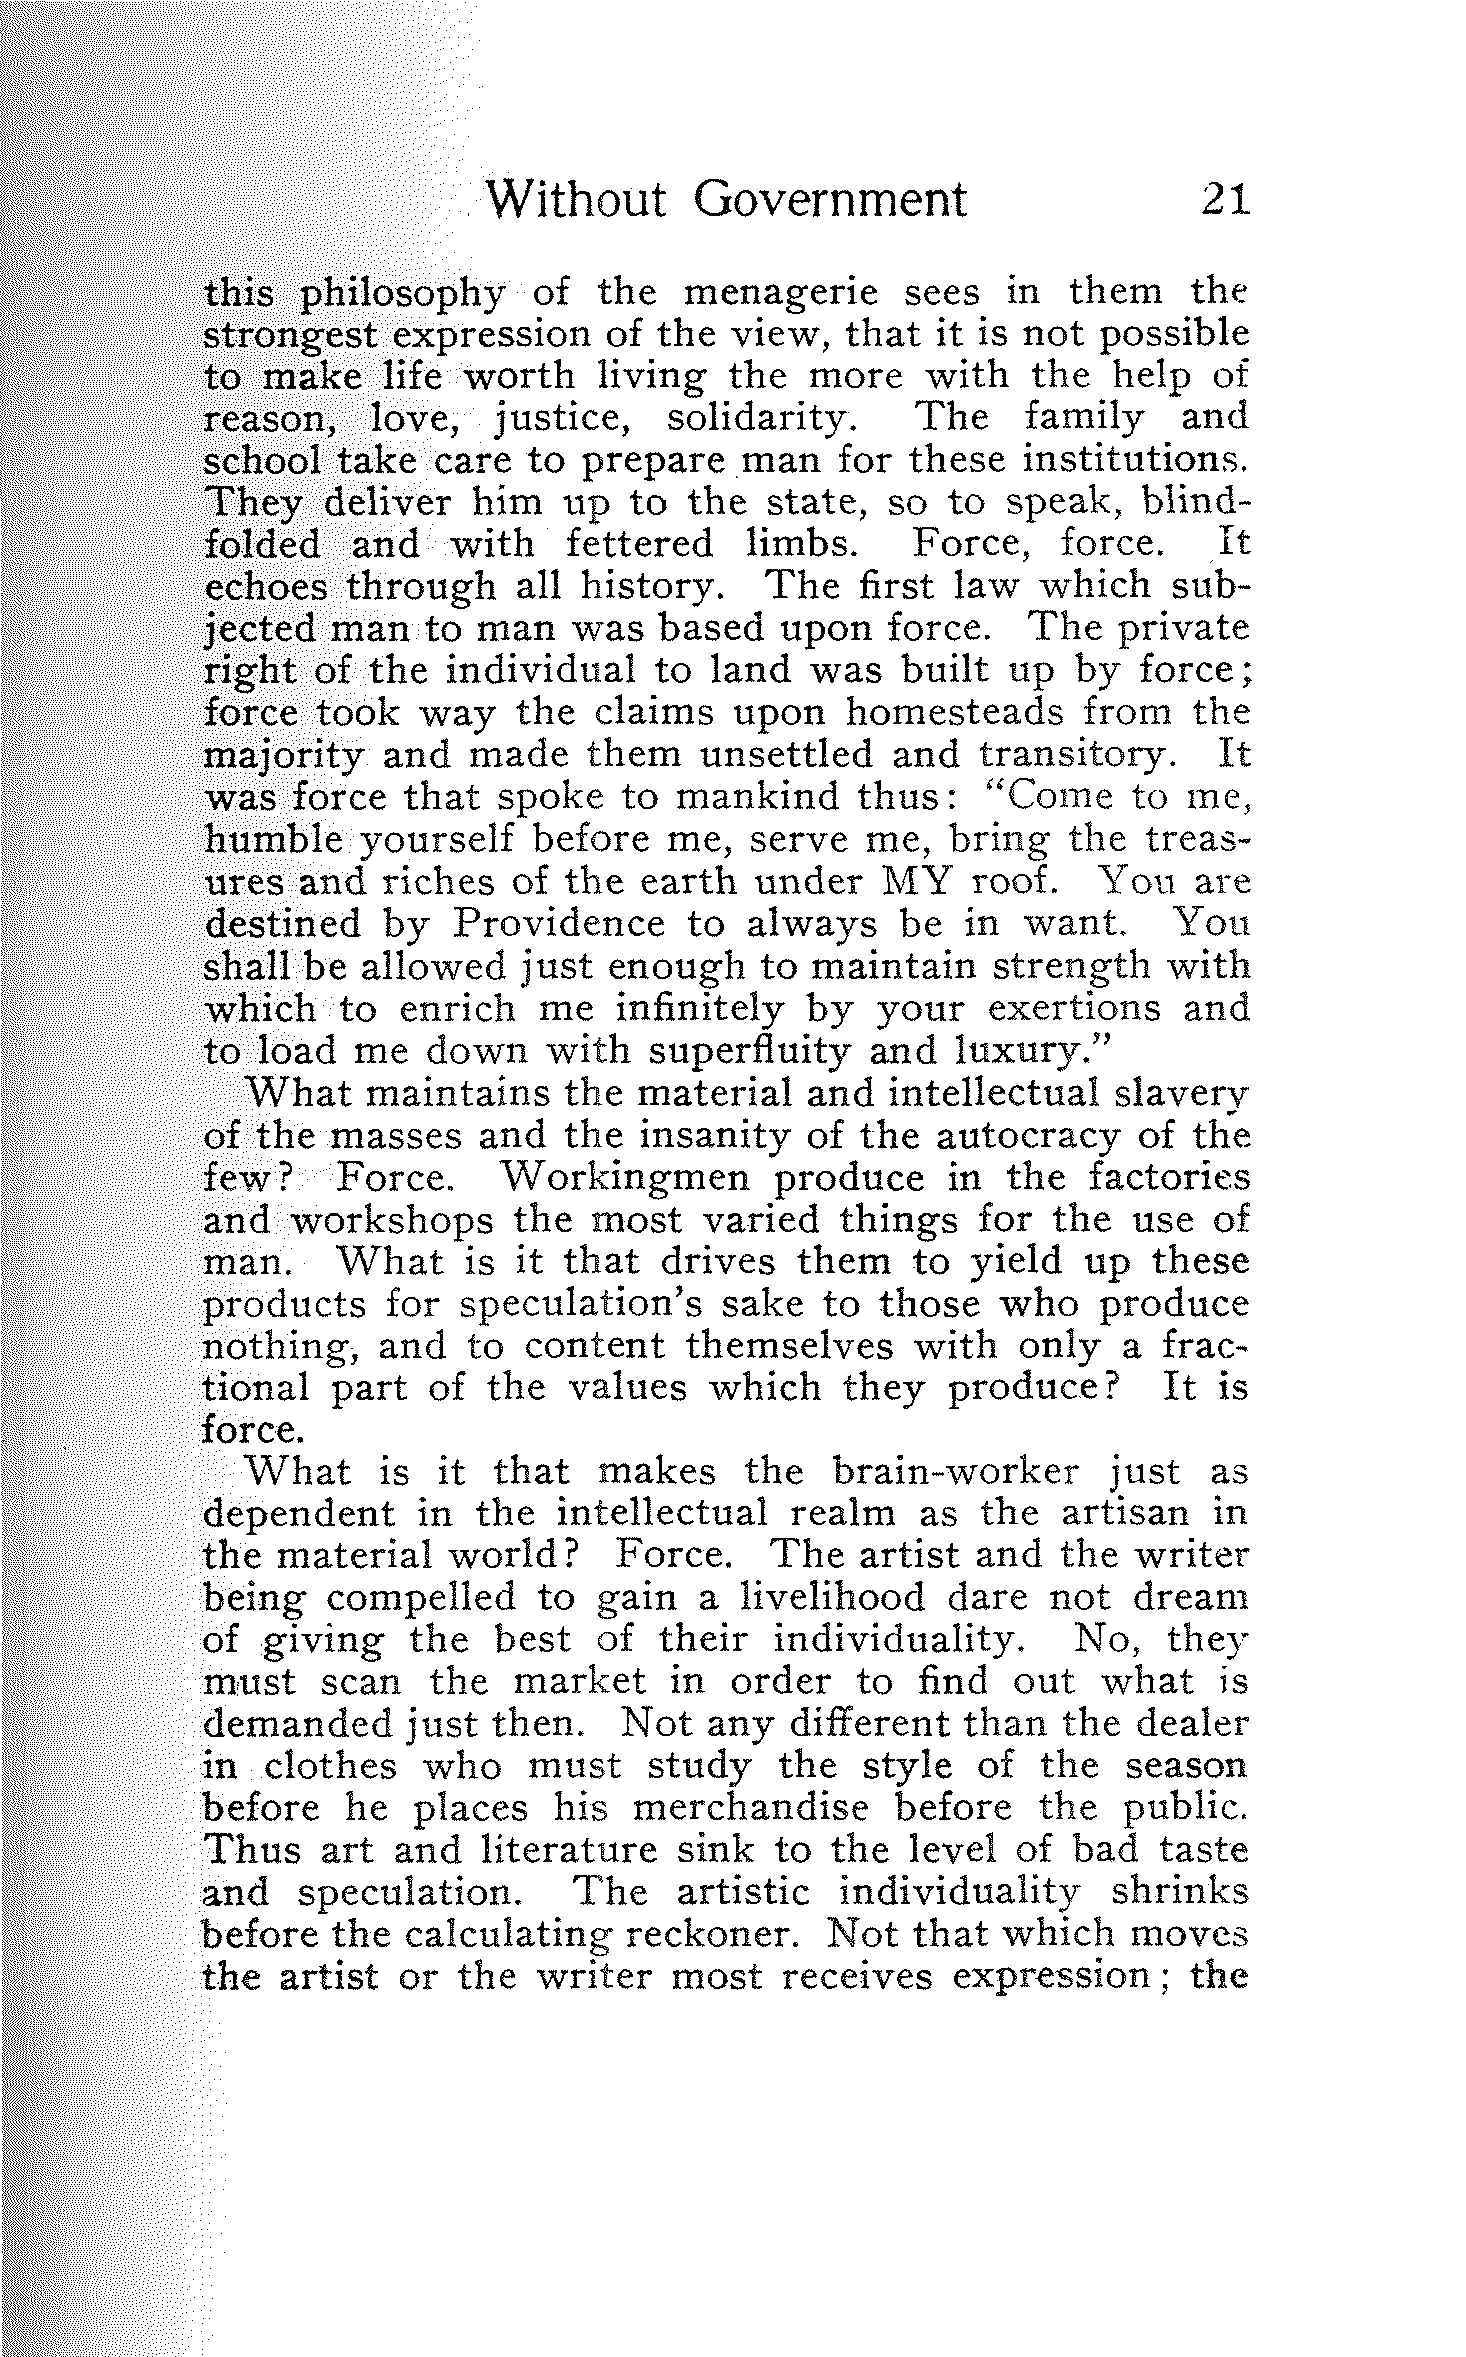 Without Government 21
this philosophy of the menagerie sees in them the
strongest expression of the view, that it is not possible
to make life worth living the more with the help of
reason, love, justice, solidarity. The family and
school take care to prepare man for these institutions.
They deliver him up to the state, so to speak, blind-
folded and with fettered limbs. Force, force. It
echoes through all history. The first law which sub-
jected man to man was based upon force. The private
right of the individual to land was built up by force;
force took way the claims upon homesteads from the
majority and made them unsettled and transitory. It
was force that spoke to mankind thus: "Come to me,
humble yourself before me, serve me, bring the treas-
ures and riches of the earth under MY roof. You are
destined by Providence to always be in want. You
shall be allowed just enough to maintain strength with
which to enrich me infinitely by your exertions and
to load me down with superfluity and luxury."
What maintains the material and intellectual slavery
of the masses and the insanity of the autocracy of the
few? Force. Workingmen produce in the factories
and workshops the most varied things for the use of
man. What is it that drives them to yield up these
products for speculation's sake to those who produce
nothing, and to content themselves with only a frac-
tional part of the values which they produce? It is
force.
What is it that makes the brain-worker just as
dependent in the intellectual realm as the artisan in
the material world? Force. The artist and the writer
being compelled to gain a livelihood dare not dream
of giving the best of their individuality. No, they
must scan the market in order to find out what is
demanded just then. Not any different than the dealer
in clothes who must study the style of the season
before he places his merchandise before the public.
Thus art and literature sink to the level of bad taste
and speculation. The artistic individuality shrinks
before the calculating reckoner. Not that which moves
the artist or the writer most receives expression; the